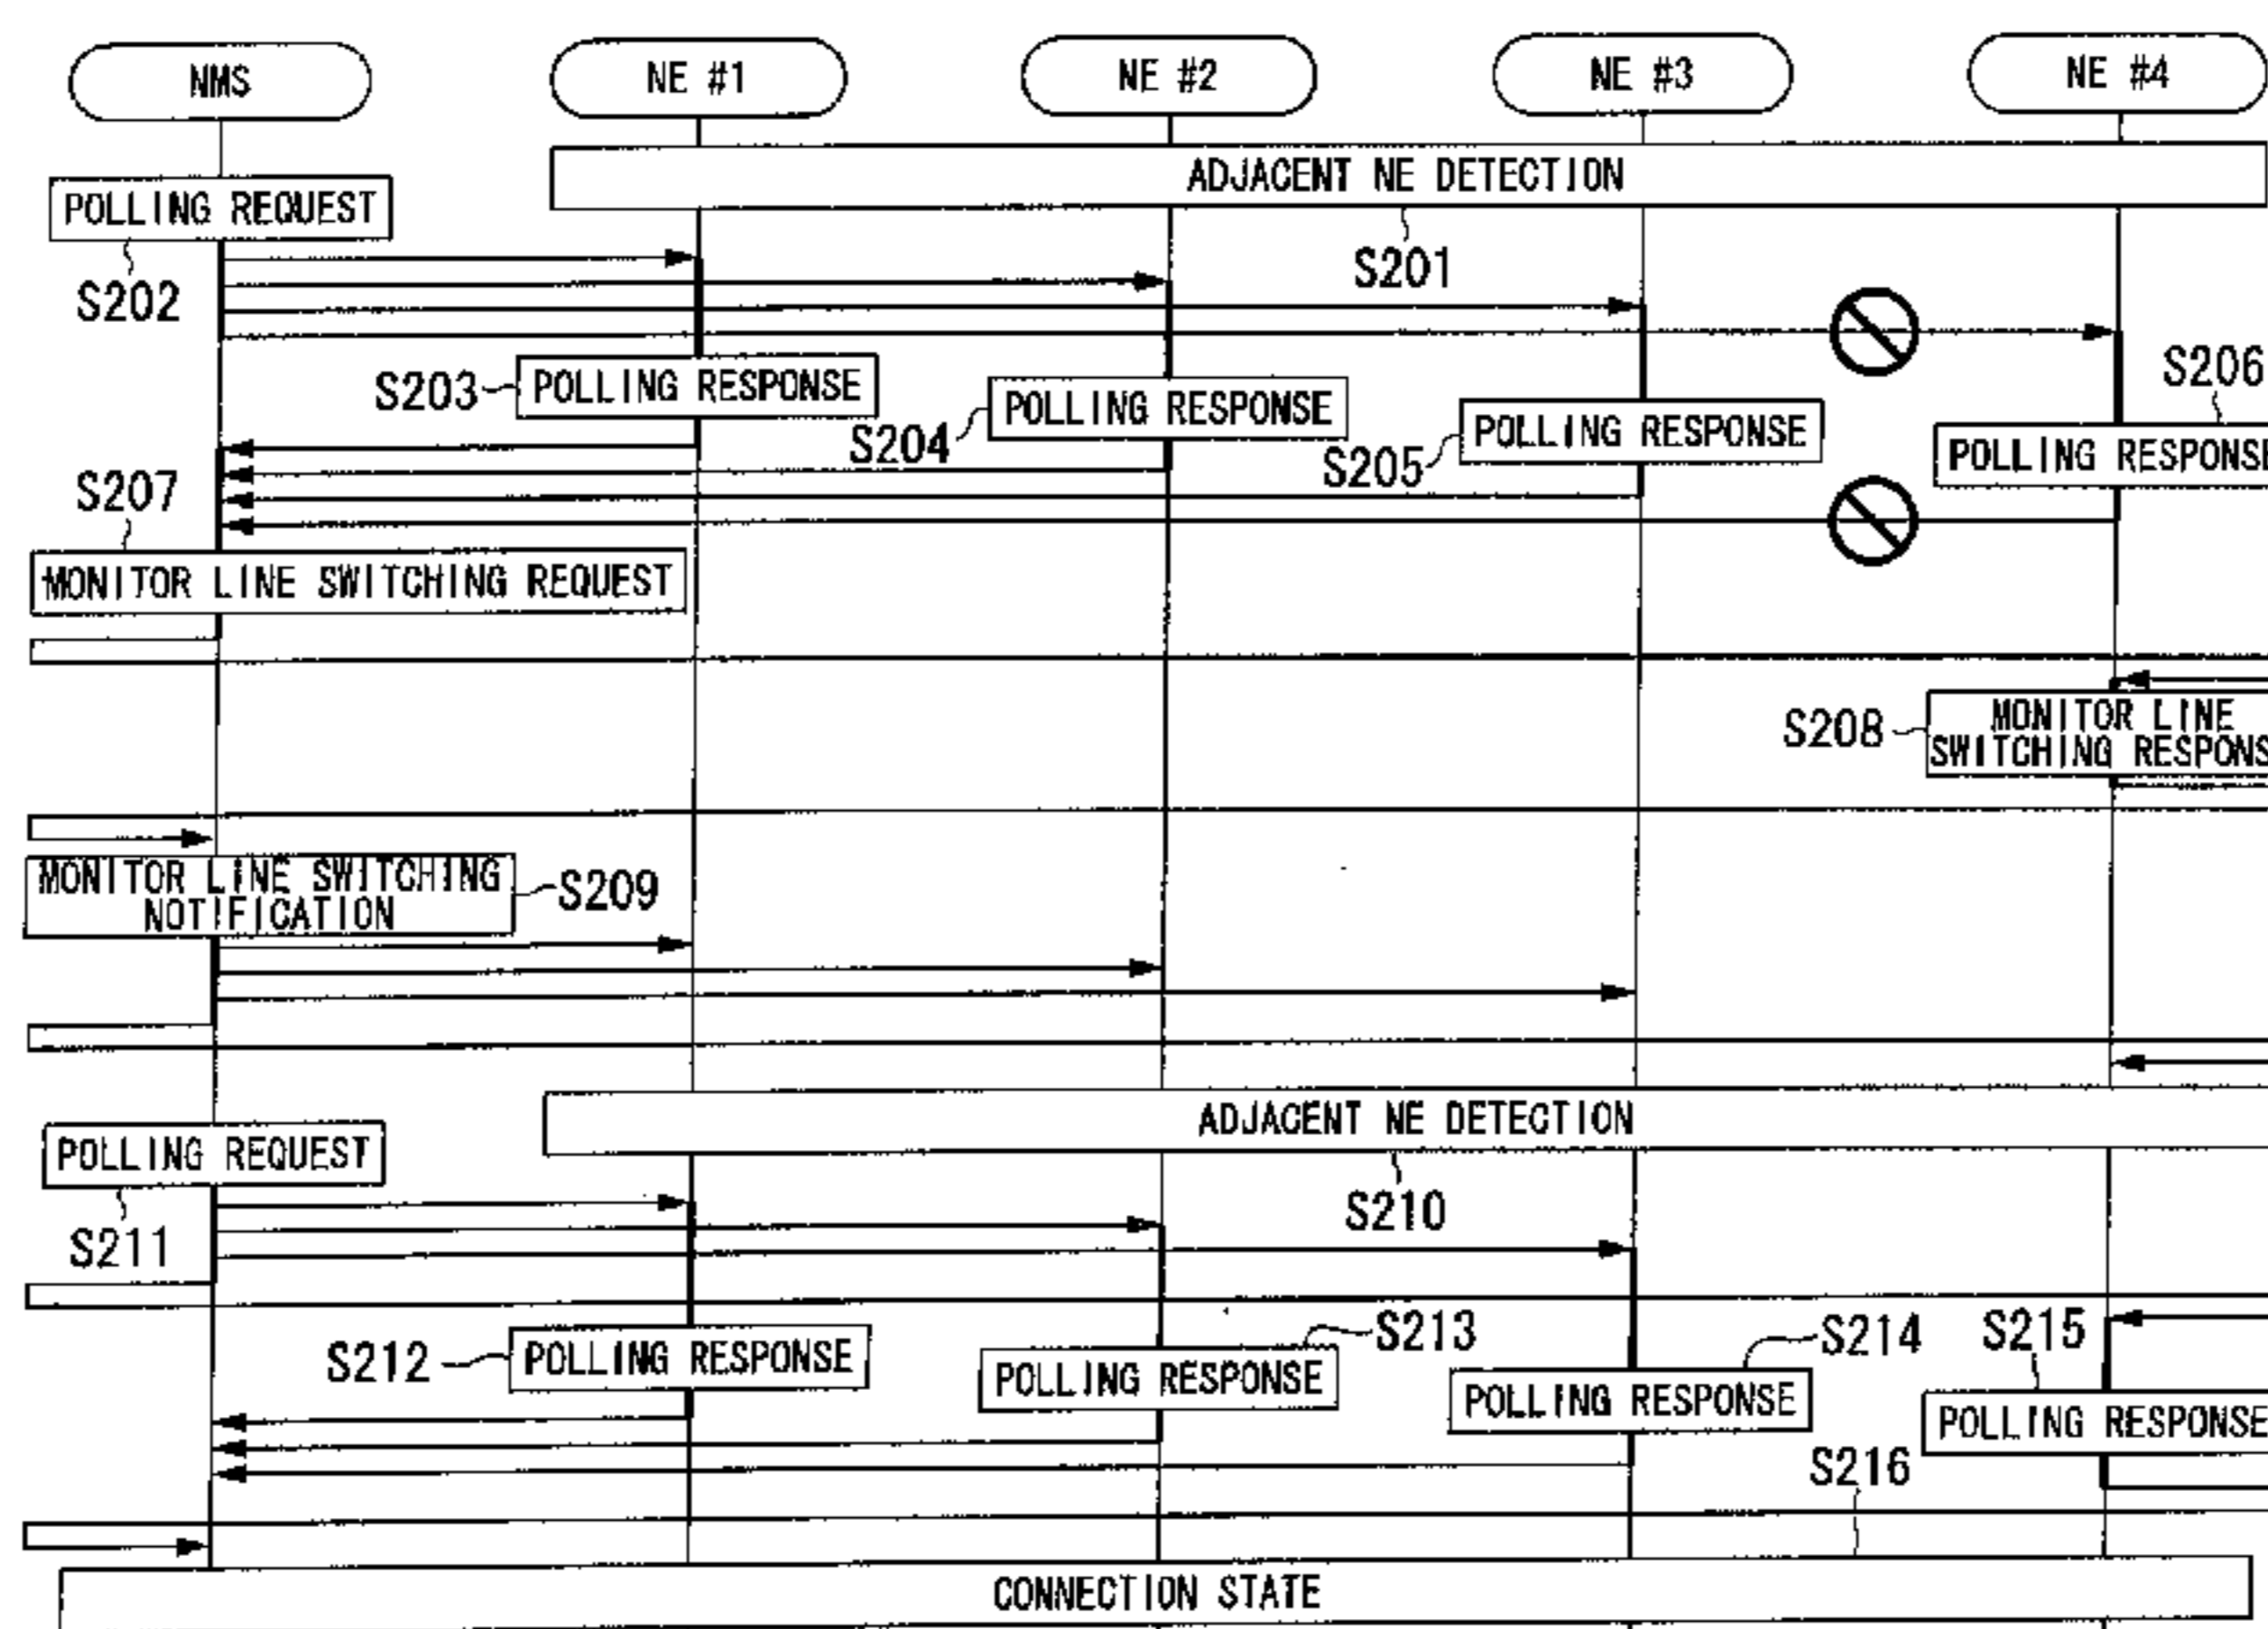 NMS
NE #1
NE #2
NE #3
NE #4
ADJACENT NE DETECTION
POLLING REQUEST
S201
S202
S206
S203
POLLING RESPONSE
S204
POLLING RESPONSE
S205
POLLING RESPONSE
POLLING RESPONSE
S207
MONITOR LINE SWITCHING REQUEST
S208
MONITOR LINE
SWITCHING RESPONS
MONITOR LINE SWITCHING
NOTIFICATION
S209
ADJACENT NE DETECTION
POLLING REQUEST
S210
S211
S212
POLLING RESPONSE
S213
POLLING RESPONSE
S214
POLLING RESPONSE
S215
POLLING RESPONSE
S216
CONNECTION STATE